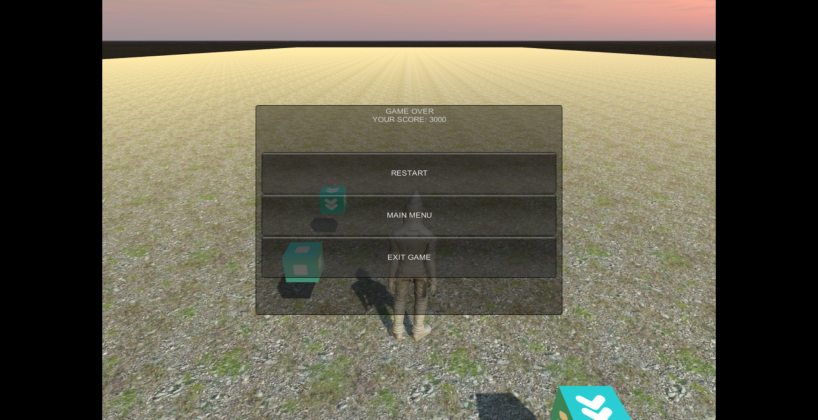 GAME OVER
YOUR SCORE: 3000
RESTART
MAIN MENU
EXIT GAME